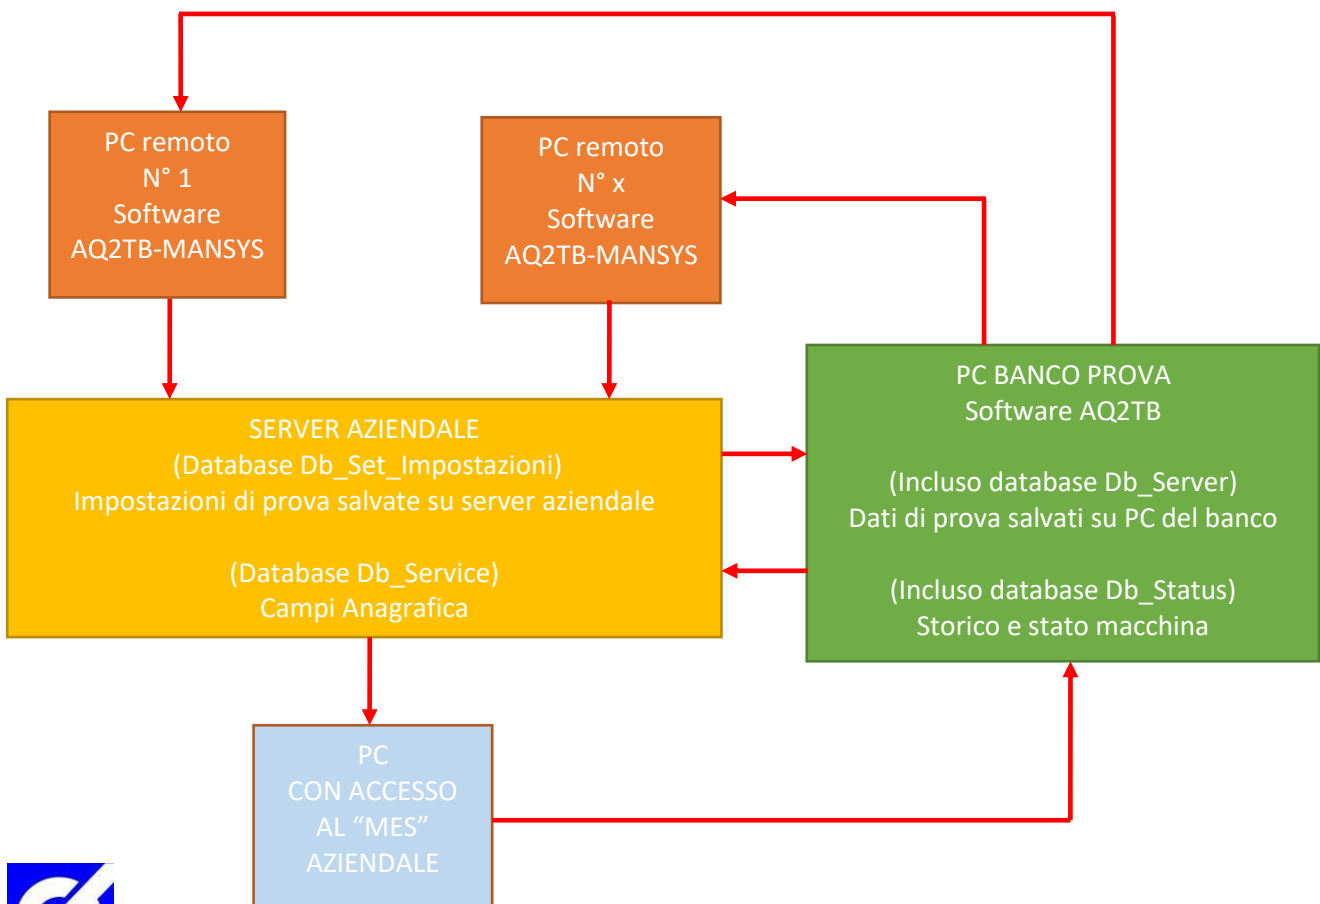 PC remoto
N° 1
Software
AQ2TB-MANSYS
PC remoto
N° x
Software
AQ2TB-MANSYS
SERVER AZIENDALE
(Database Db_Set_Impostazioni)
Impostazioni di prova salvate su server aziendale
(Database Db_Service)
Campi Anagrafica
PC BANCO PROVA
Software AQ2TB
(Incluso database Db_Server)
Dati di prova salvati su PC del banco
(Incluso database Db_Status)
Storico e stato macchina
PC
CON ACCESSO
AL “MES”
AZIENDALE